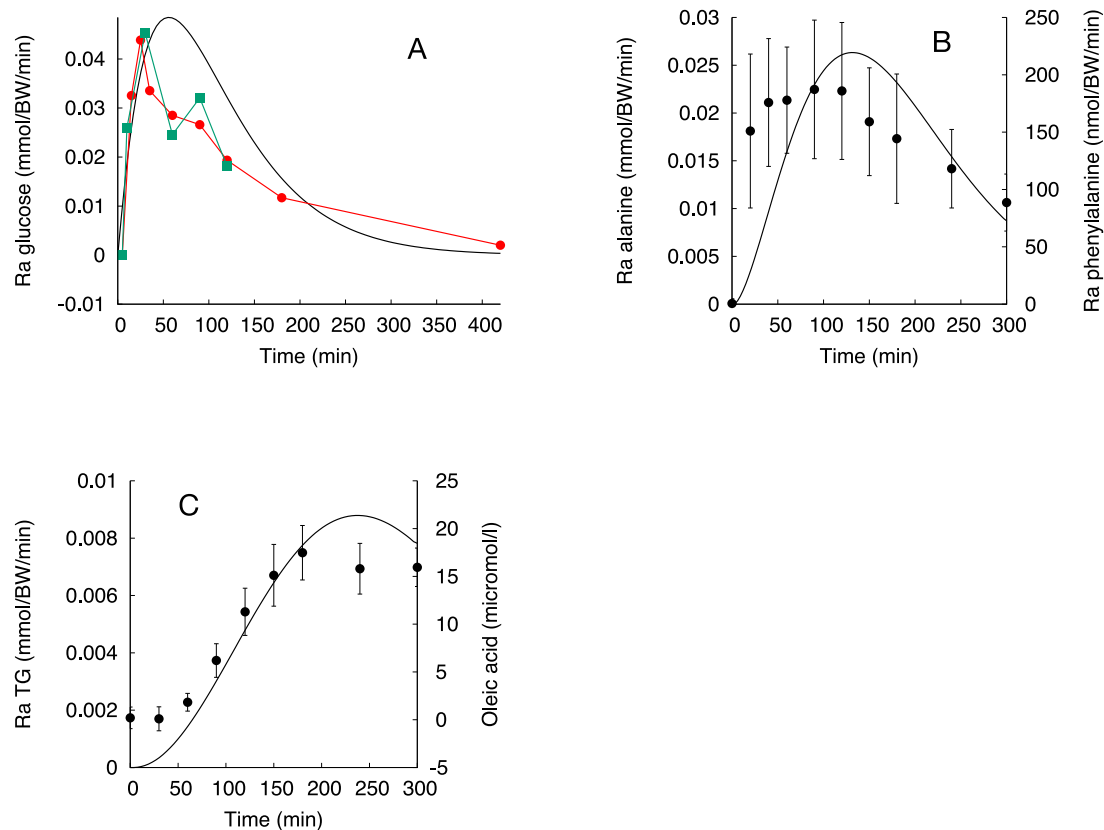 A
Ra glucose (mmol/BW/min)
0.04
0.03
0.02
0.01
0
-0.01
0 50 100 150 200 250 300 350 400
Time (min)
B
Ra alanine (mmol/BW/min)
0.03
0.025
0.02
0.015
0.01
0.005
0
250
200
150
100
50
0
Ra phenylalanine (nmol/BW/min)
0 50 100 150 200 250 300
Time (min)
C
Ra TG (mmol/BW/min)
0.01
0.008
0.006
0.004
0.002
0
25
20
15
10
5
0
-5
Oleic acid (micromol/l)
0 50 100 150 200 250 300
Time (min)